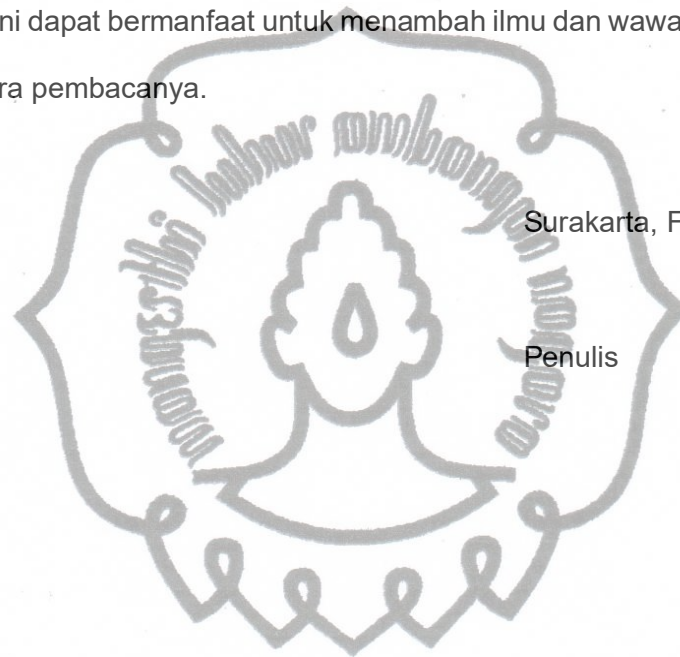 ni dapat bermanfaat untuk menambah ilmu dan wawa
ra pembacanya.
Surakarta, F
Penulis